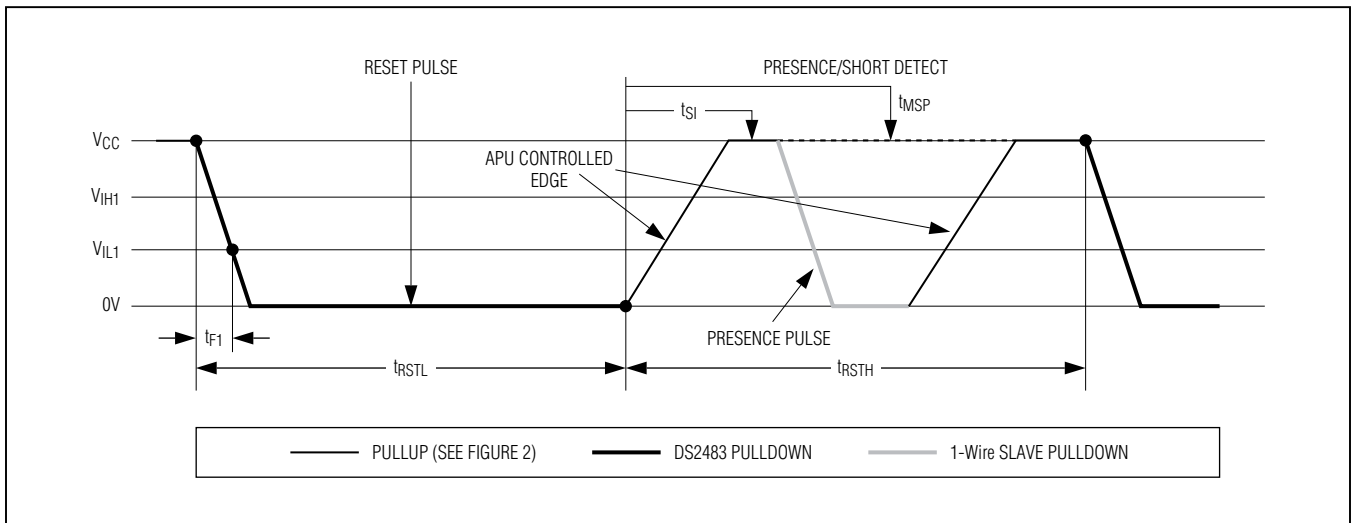 RESET PULSE
PRESENCE/SHORT DETECT
tMSP
tSI
VCC
APU CONTROLLED
EDGE
VIH1
VIL1
0V
tF1
PRESENCE PULSE
tRSTL
tRSTH
PULLUP (SEE FIGURE 2)
DS2483 PULLDOWN
1-Wire SLAVE PULLDOWN